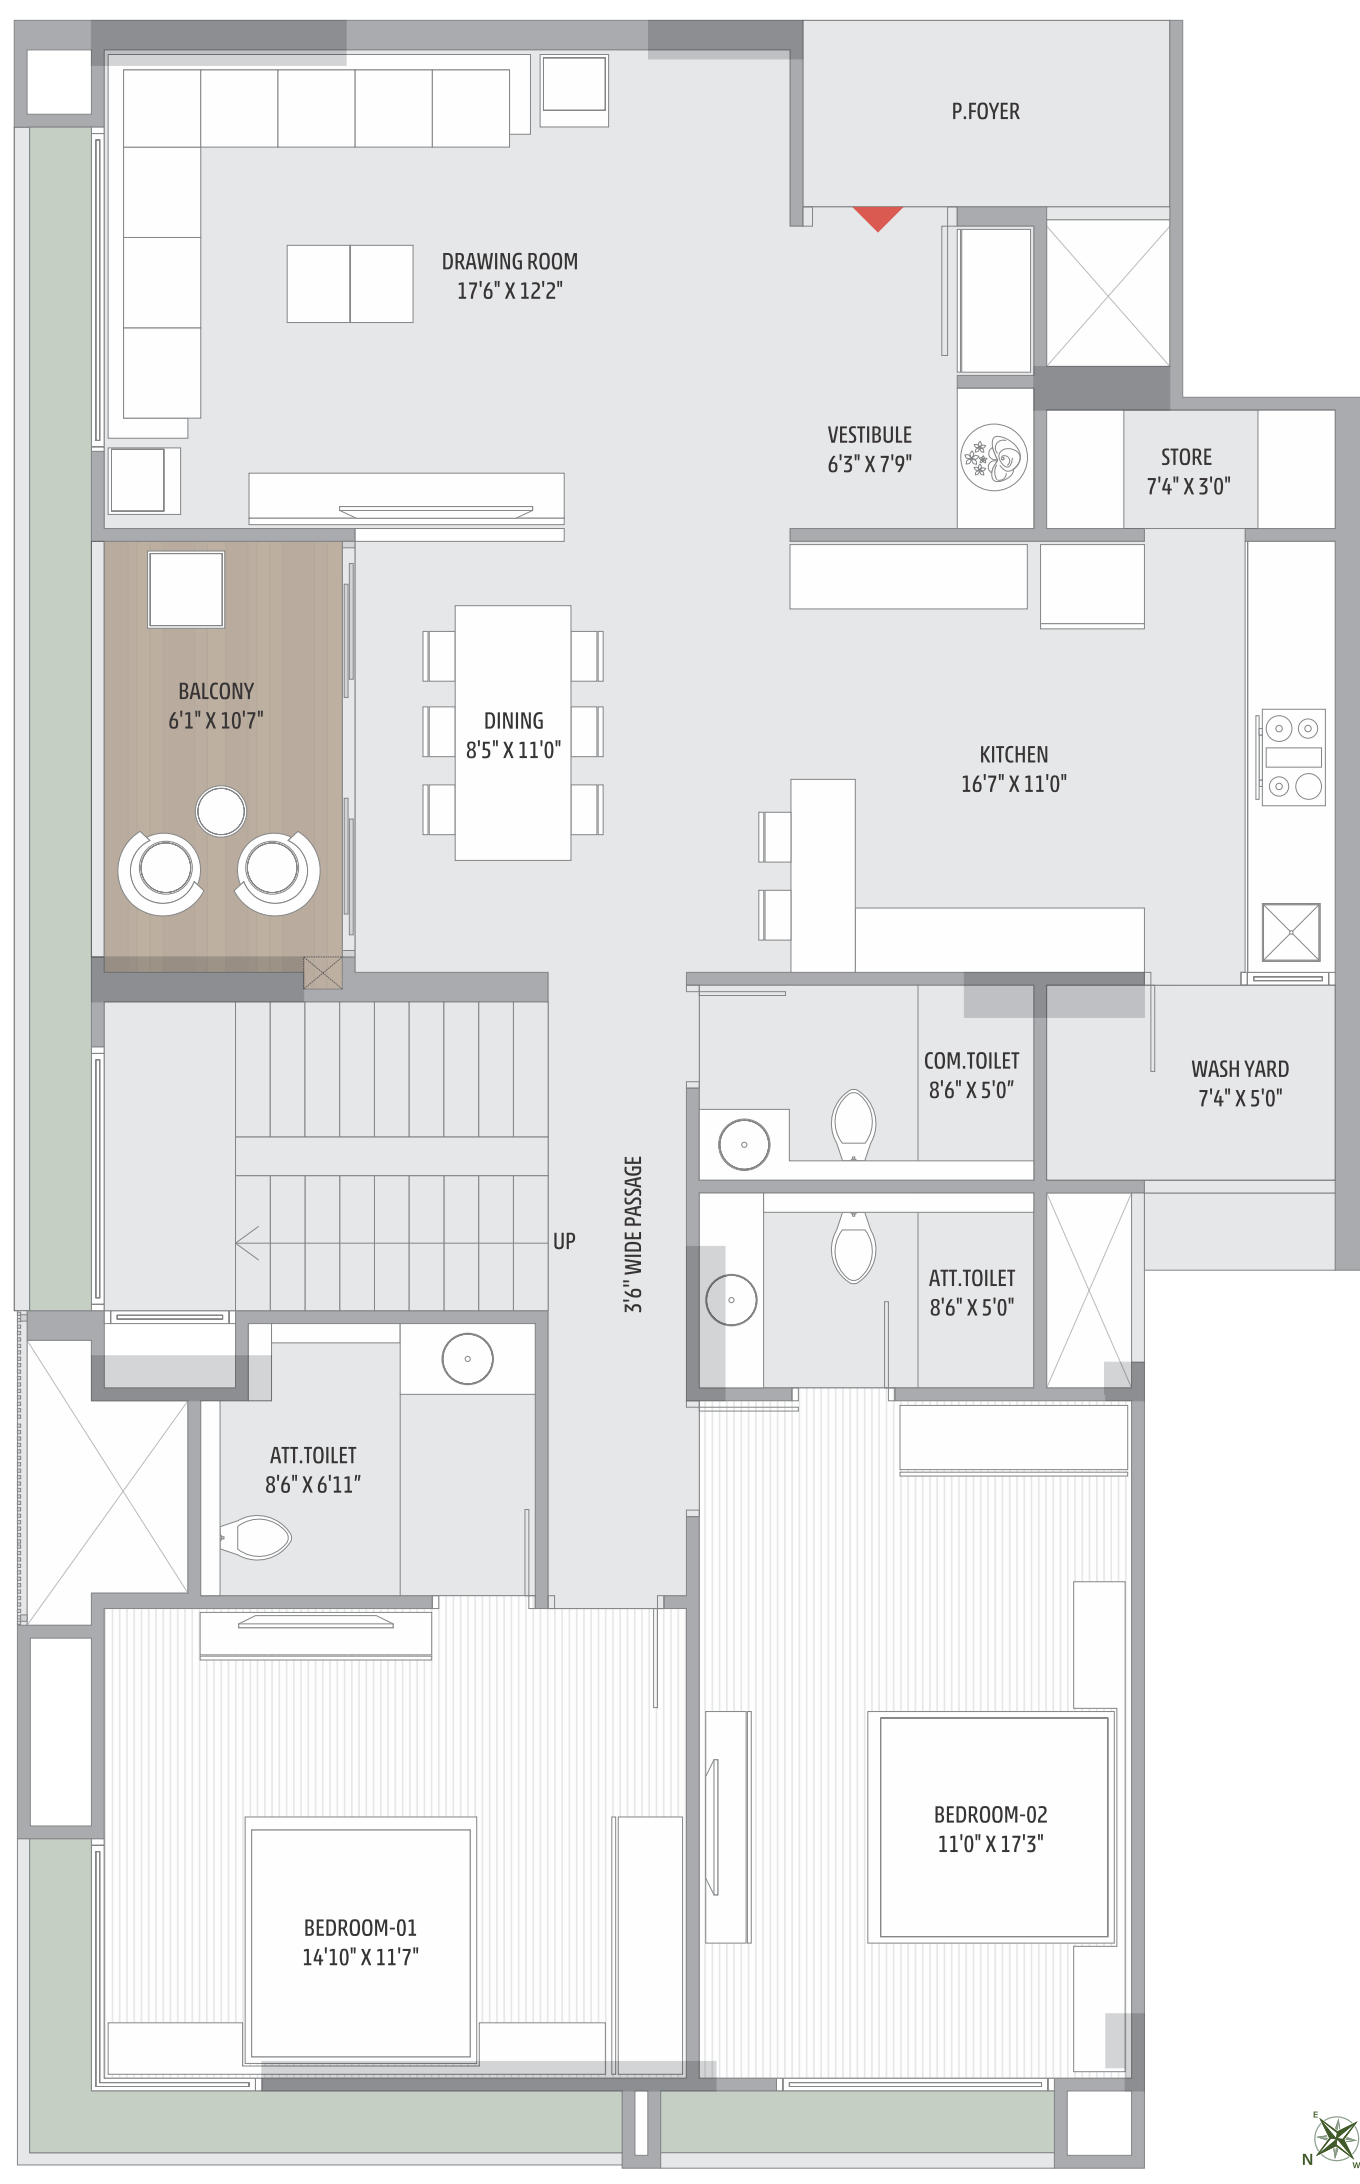 P.FOYER
DRAWING ROOM
17'6" X 12'2"
VESTIBULE
6'3" X 7'9"
STORE
7'4" X 3'0"
BALCONY
6'1" X 10'7"
DINING
8'5" X 11'0"
KITCHEN
16'7" X 11'0"
COM.TOILET
8'6" X 5'0"
WASH YARD
7'4" X 5'0"
3'6" WIDE PASSAGE
UP
ATT.TOILET
8'6" X 5'0"
ATT.TOILET
8'6" X 6'11"
BEDROOM-02
11'0" X 17'3"
BEDROOM-01
14'10" X 11'7"
E
N
W